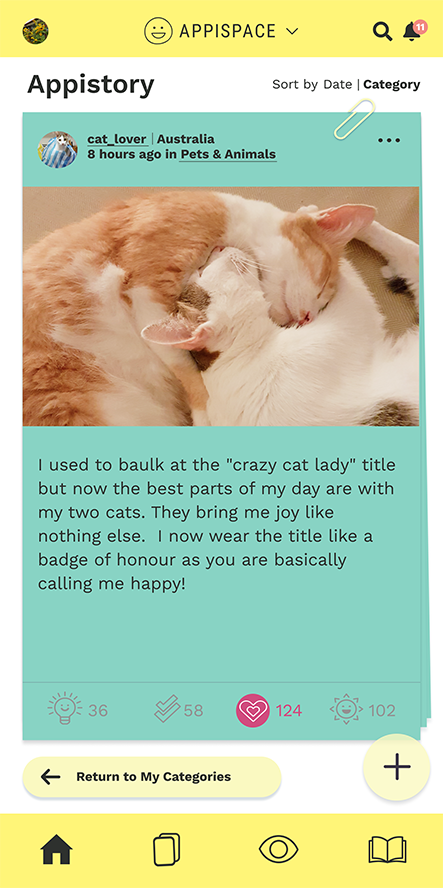 APPISPACE
11
Appistory
Sort by Date | Category
cat_lover | Australia
8 hours ago in Pets & Animals
I used to baulk at the "crazy cat lady" title
but now the best parts of my day are with
my two cats. They bring me joy like
nothing else.  I now wear the title like a
badge of honour as you are basically
calling me happy!
36 58 124 102
Return to My Categories